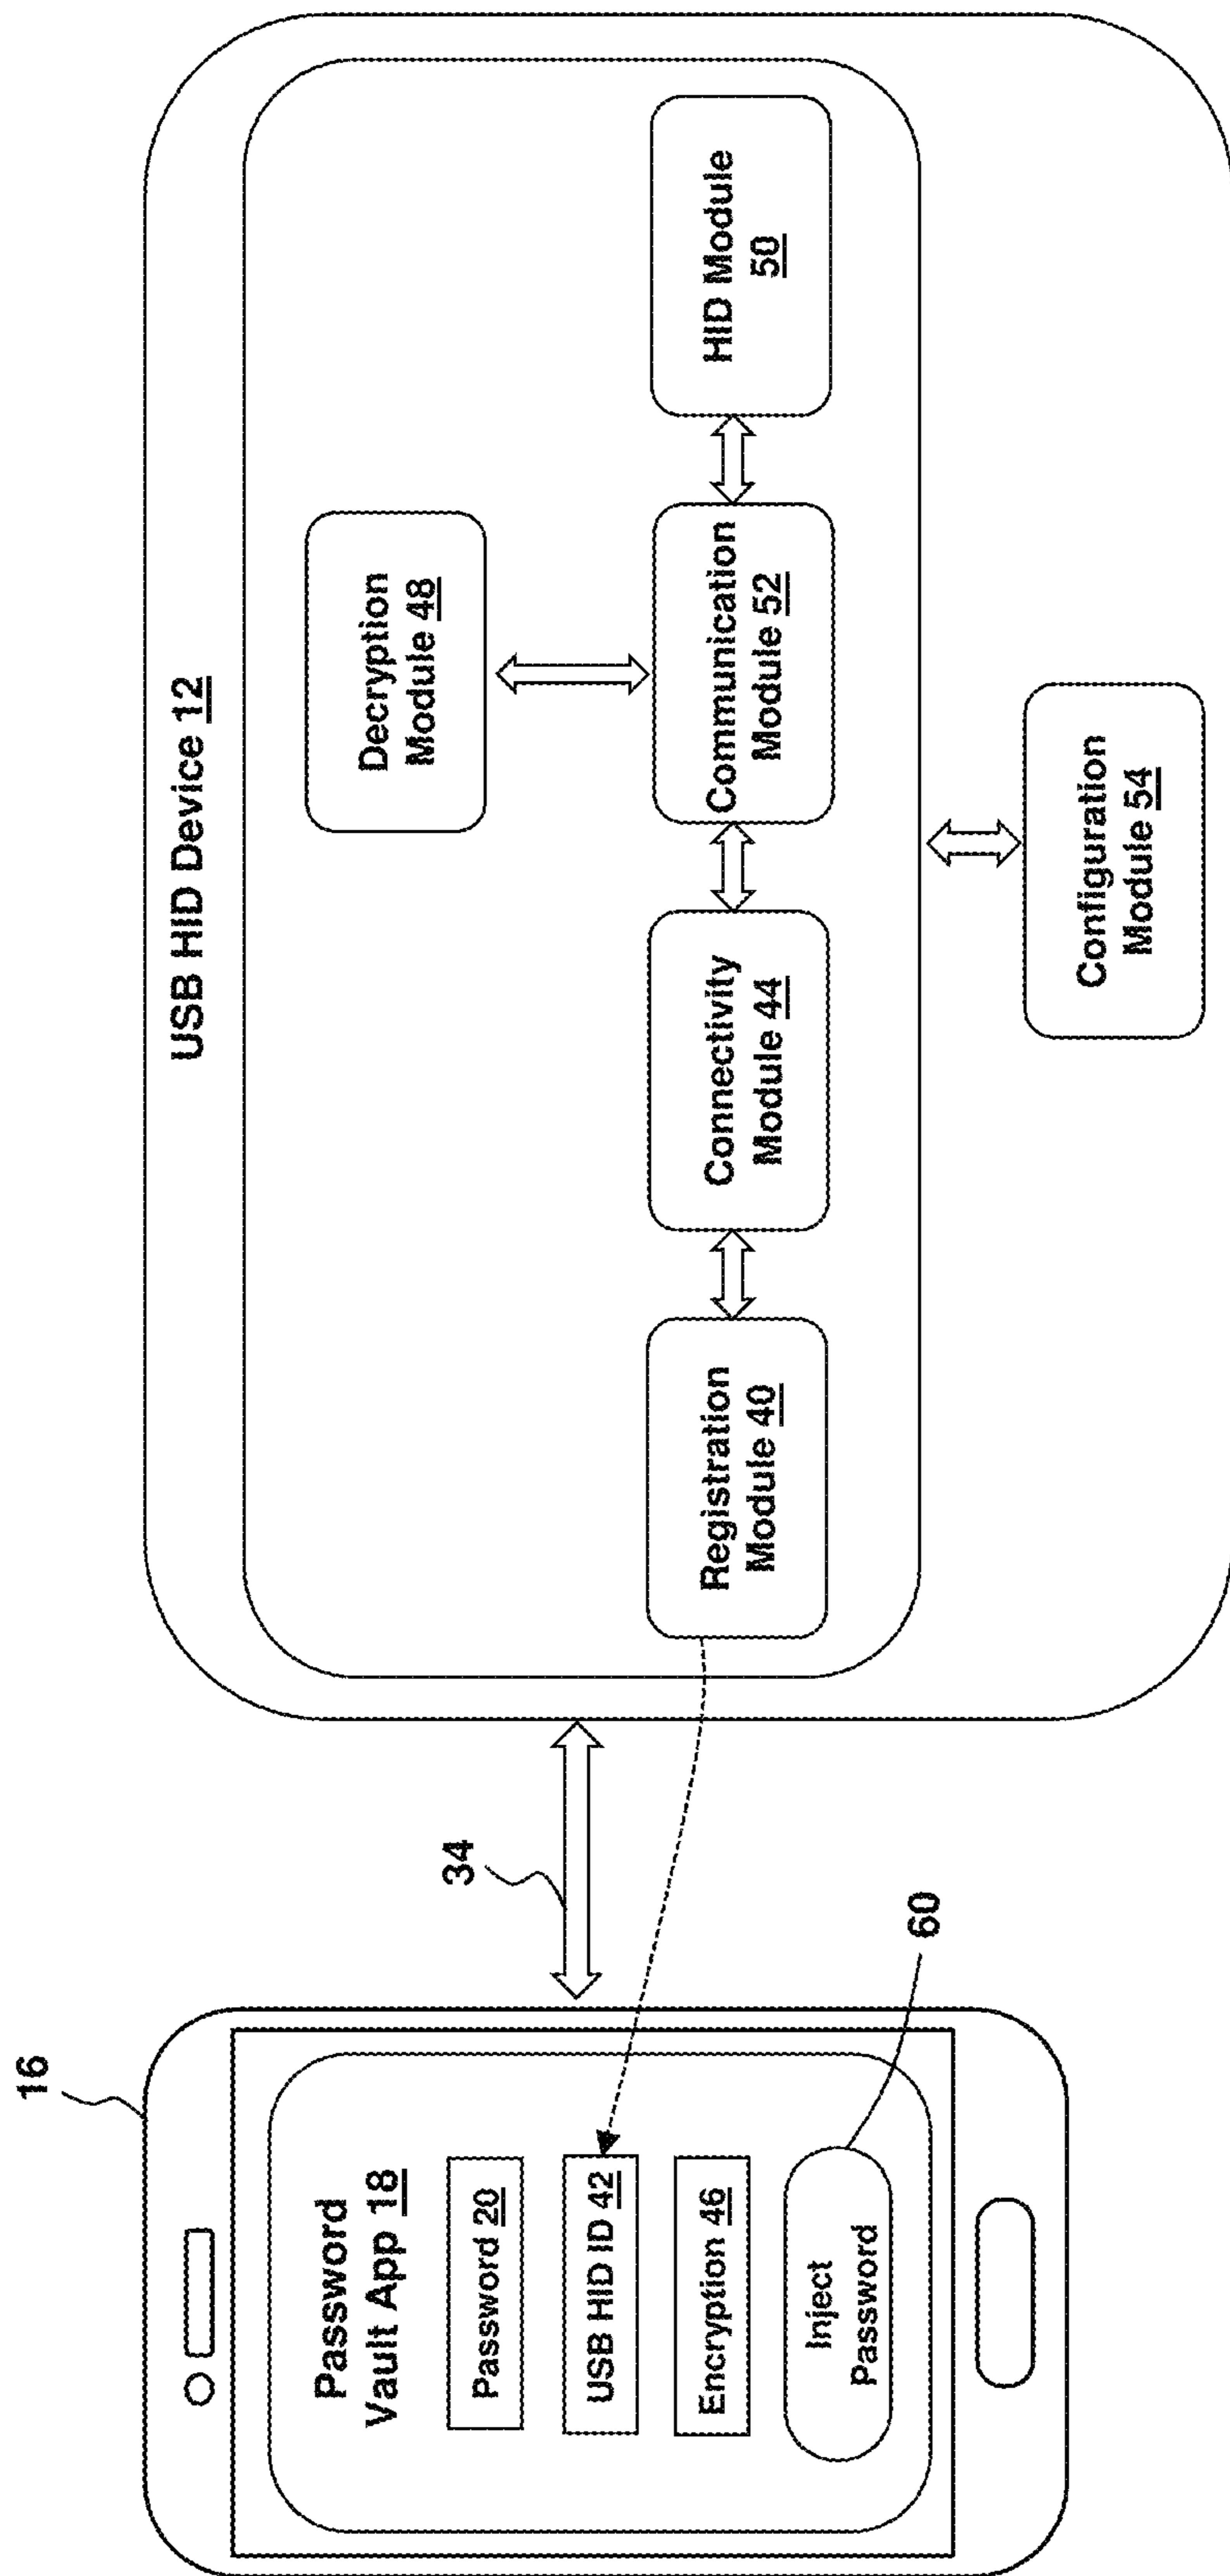 16
Password
Vault App 18
Password 20
USB HID ID 42
Encryption 46
Inject
Password
60
34
USB HID Device 12
Decryption
Module 48
Registration
Module 40
Connectivity
Module 44
Communication
Module 52
HID Module
50
Configuration
Module 54